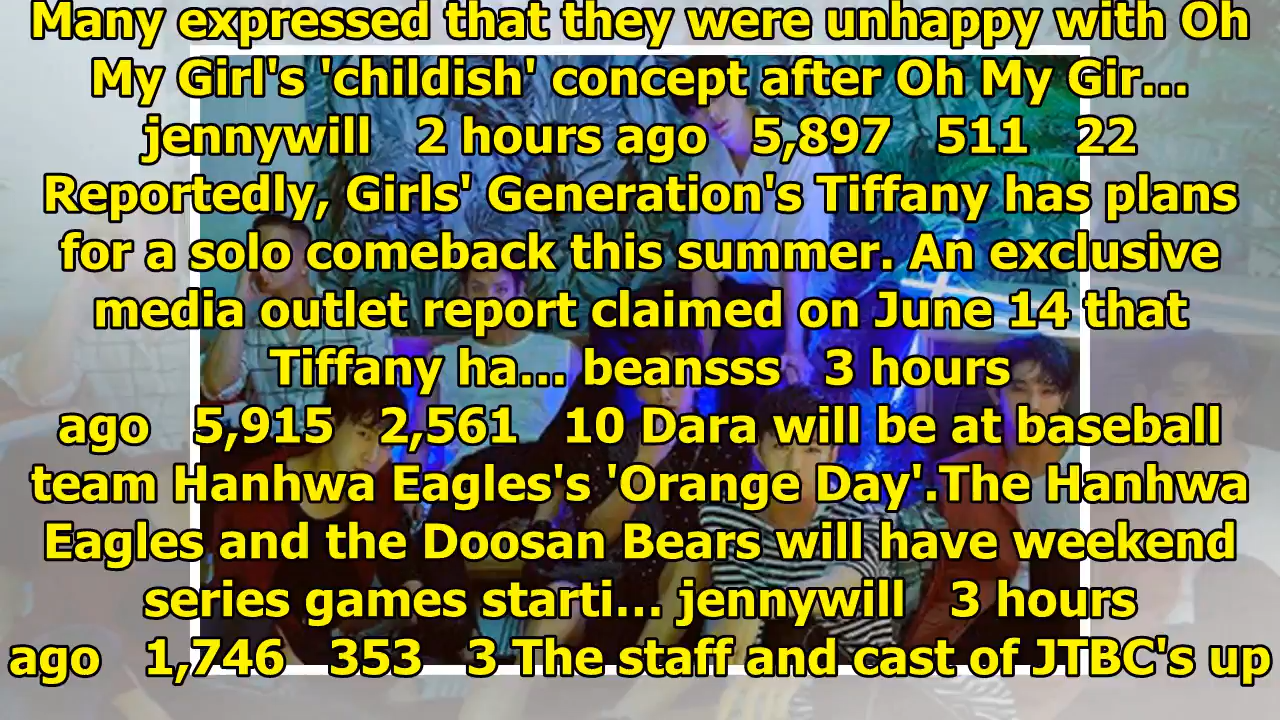 Many expressed that they were unhappy with Oh
My Girl's 'childish' concept after Oh My Gir...
jennywill 2 hours ago 5,897 511 22
Reportedly, Girls' Generation's Tiffany has plans
for a solo comeback this summer. An exclusive
media outlet report claimed on June 14 that
Tiffany ha... beansss 3 hours
ago 5,915 2,561 10 Dara will be at baseball
team Hanhwa Eagles's 'Orange Day'.The Hanhwa
Eagles and the Doosan Bears will have weekend
series games starti... jennywill 3 hours
ago 1,746 353 3 The staff and cast of JTBC's up